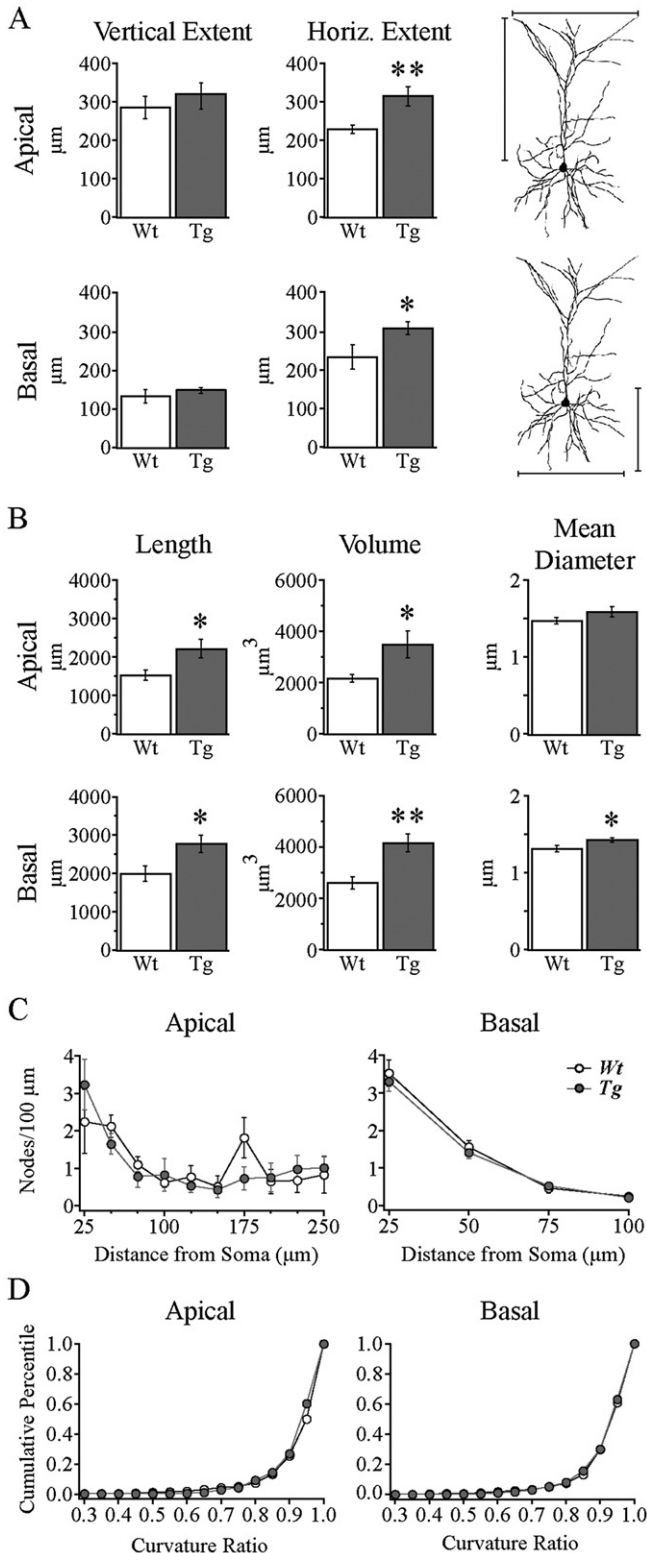 A
Vertical Extent
Horiz. Extent
Apical
µm
400
300
200
100
0
Wt Tg
µm
400
300
200
100
0
**
Wt Tg
Basal
µm
400
300
200
100
0
Wt Tg
µm
400
300
200
100
0
*
Wt Tg
B
Length
Volume
Mean
Diameter
Apical
µm
4000
3000
2000
1000
0
*
Wt Tg
µm3
6000
4000
2000
0
*
Wt Tg
µm
2
1
0
Wt Tg
Basal
µm
4000
3000
2000
1000
0
*
Wt Tg
µm3
6000
4000
2000
0
**
Wt Tg
µm
2
1
0
*
Wt Tg
C
Apical
Nodes/100 µm
4
3
2
1
0
25 100 175 250
Distance from Soma (µm)
Basal
Wt
Tg
4
3
2
1
0
25 50 75 100
Distance from Soma (µm)
D
Apical
Cumulative Percentile
1.0
0.8
0.6
0.4
0.2
0.0
0.3 0.4 0.5 0.6 0.7 0.8 0.9 1.0
Curvature Ratio
Basal
1.0
0.8
0.6
0.4
0.2
0.0
0.3 0.4 0.5 0.6 0.7 0.8 0.9 1.0
Curvature Ratio